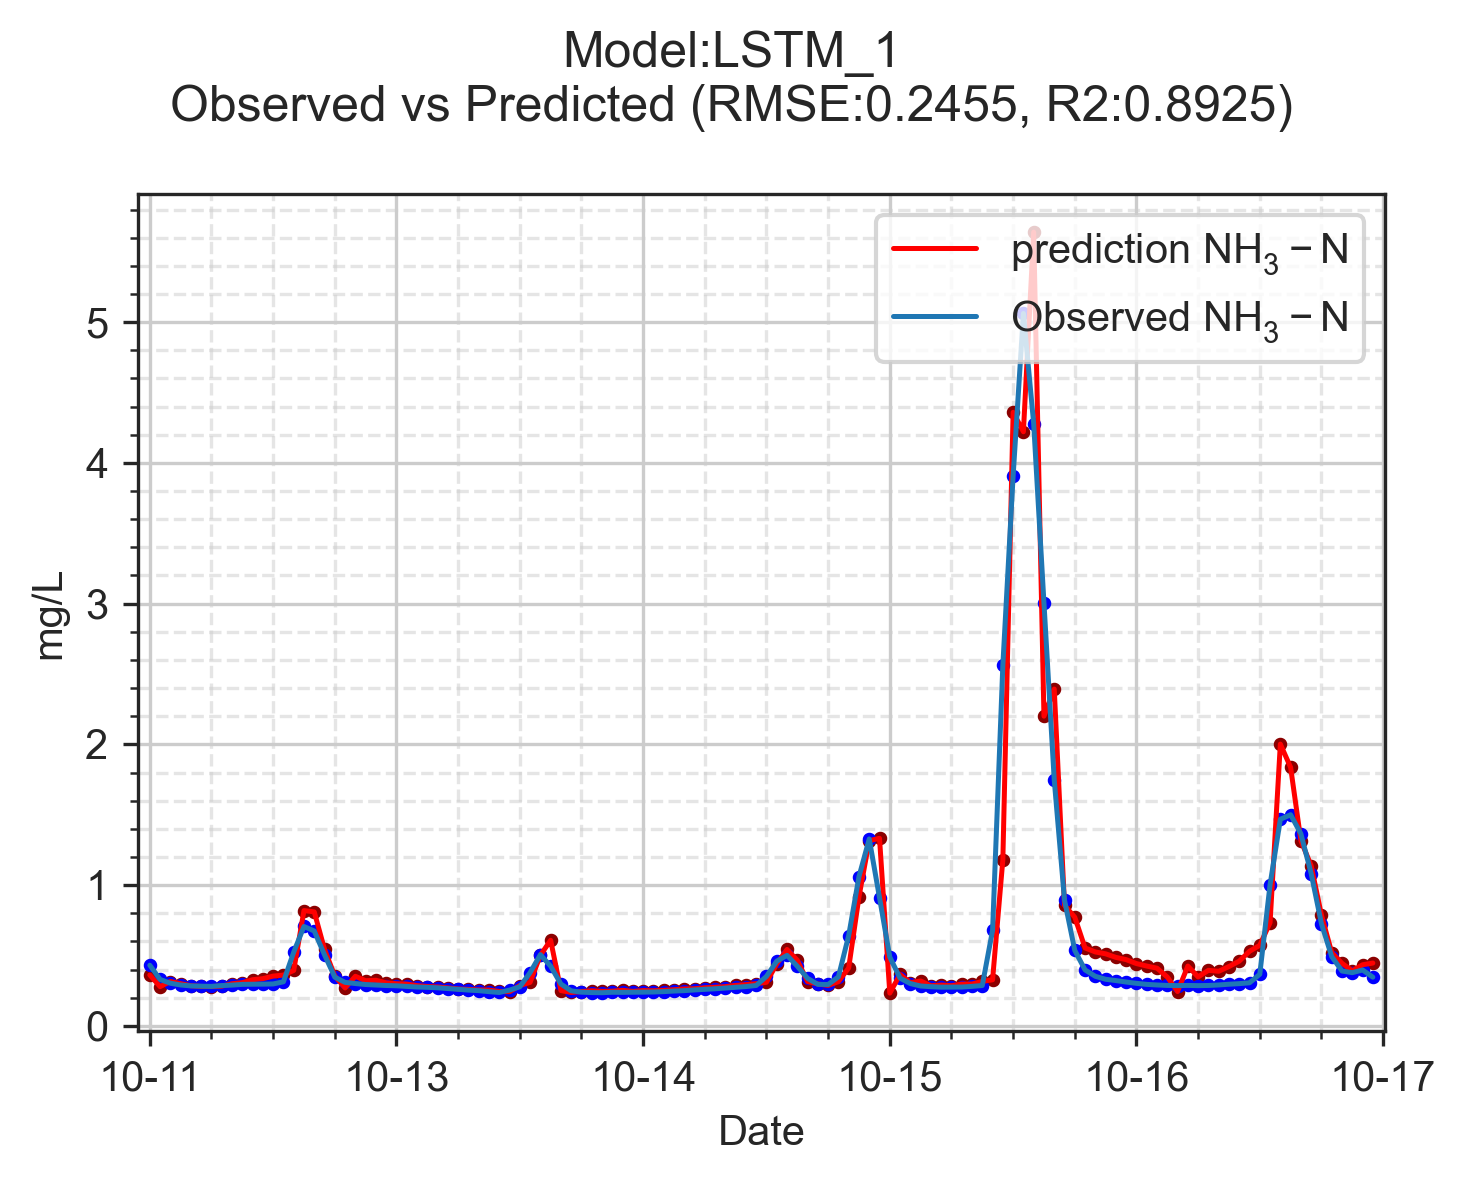 Model:LSTM_1
Observed vs Predicted (RMSE:0.2455, R2:0.8925)
prediction NH₃ − N
Observed NH₃ − N
5
4
3
2
1
0
mg/L
10-11 10-13 10-14 10-15 10-16 10-17
Date